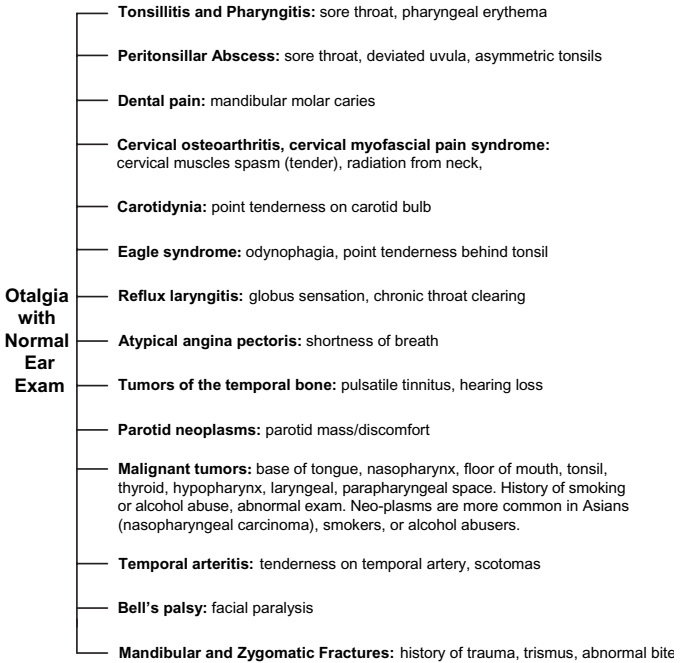 Tonsillitis and Pharyngitis: sore throat, pharyngeal erythema
Peritonsillar Abscess: sore throat, deviated uvula, asymmetric tonsils
Dental pain: mandibular molar caries
Cervical osteoarthritis, cervical myofascial pain syndrome:
cervical muscles spasm (tender), radiation from neck,
Carotidynia: point tenderness on carotid bulb
Eagle syndrome: odynophagia, point tenderness behind tonsil
Otalgia
with
Normal
Ear
Exam
Reflux laryngitis: globus sensation, chronic throat clearing
Atypical angina pectoris: shortness of breath
Tumors of the temporal bone: pulsatile tinnitus, hearing loss
Parotid neoplasms: parotid mass/discomfort
Malignant tumors: base of tongue, nasopharynx, floor of mouth, tonsil,
thyroid, hypopharynx, laryngeal, parapharyngeal space. History of smoking
or alcohol abuse, abnormal exam. Neo-plasms are more common in Asians
(nasopharyngeal carcinoma), smokers, or alcohol abusers.
Temporal arteritis: tenderness on temporal artery, scotomas
Bell's palsy: facial paralysis
Mandibular and Zygomatic Fractures: history of trauma, trismus, abnormal bite